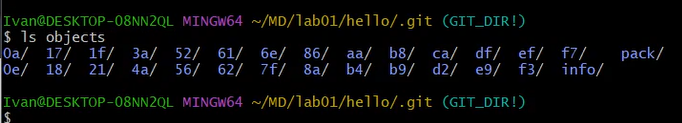 Ivan@DESKTOP-08NN2QL MINGW64 ~/MD/lab01/hello/.git (GIT_DIR!)
$ ls objects
0a/ 17/ 1f/ 3a/ 52/ 61/ 6e/ 86/ aa/ b8/ ca/ df/ ef/ f7/ pack/
0e/ 18/ 21/ 4a/ 56/ 62/ 7f/ 8a/ b4/ b9/ d2/ e9/ f3/ info/
Ivan@DESKTOP-08NN2QL MINGW64 ~/MD/lab01/hello/.git (GIT_DIR!)
$